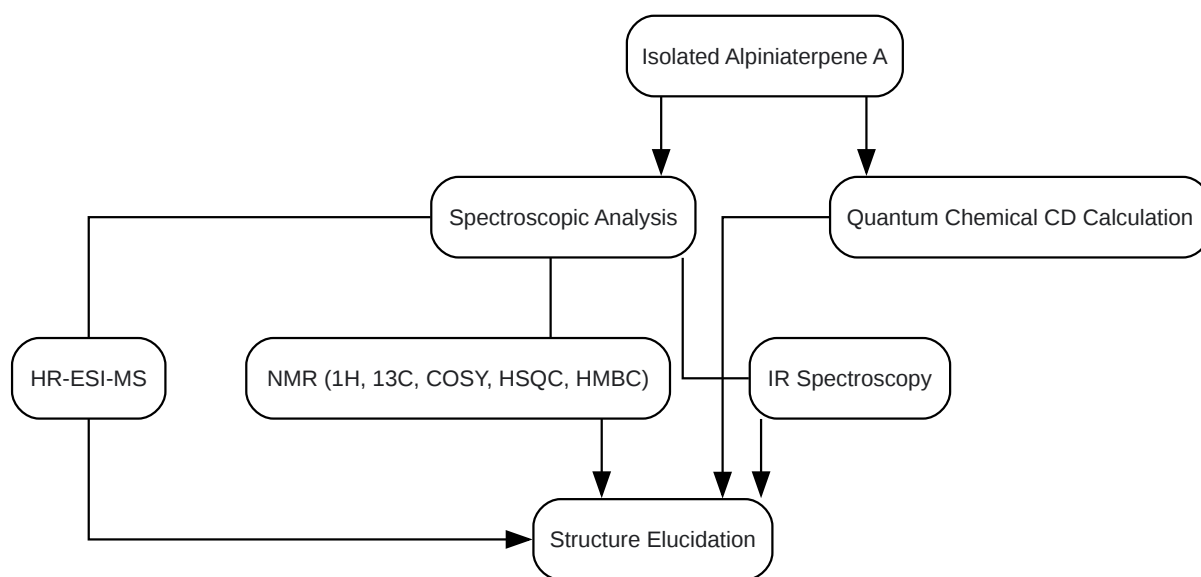 Isolated Alpiniaterpene A
Spectroscopic Analysis
Quantum Chemical CD Calculation
HR-ESI-MS
NMR (1H, 13C, COSY, HSQC, HMBC)
IR Spectroscopy
Structure Elucidation